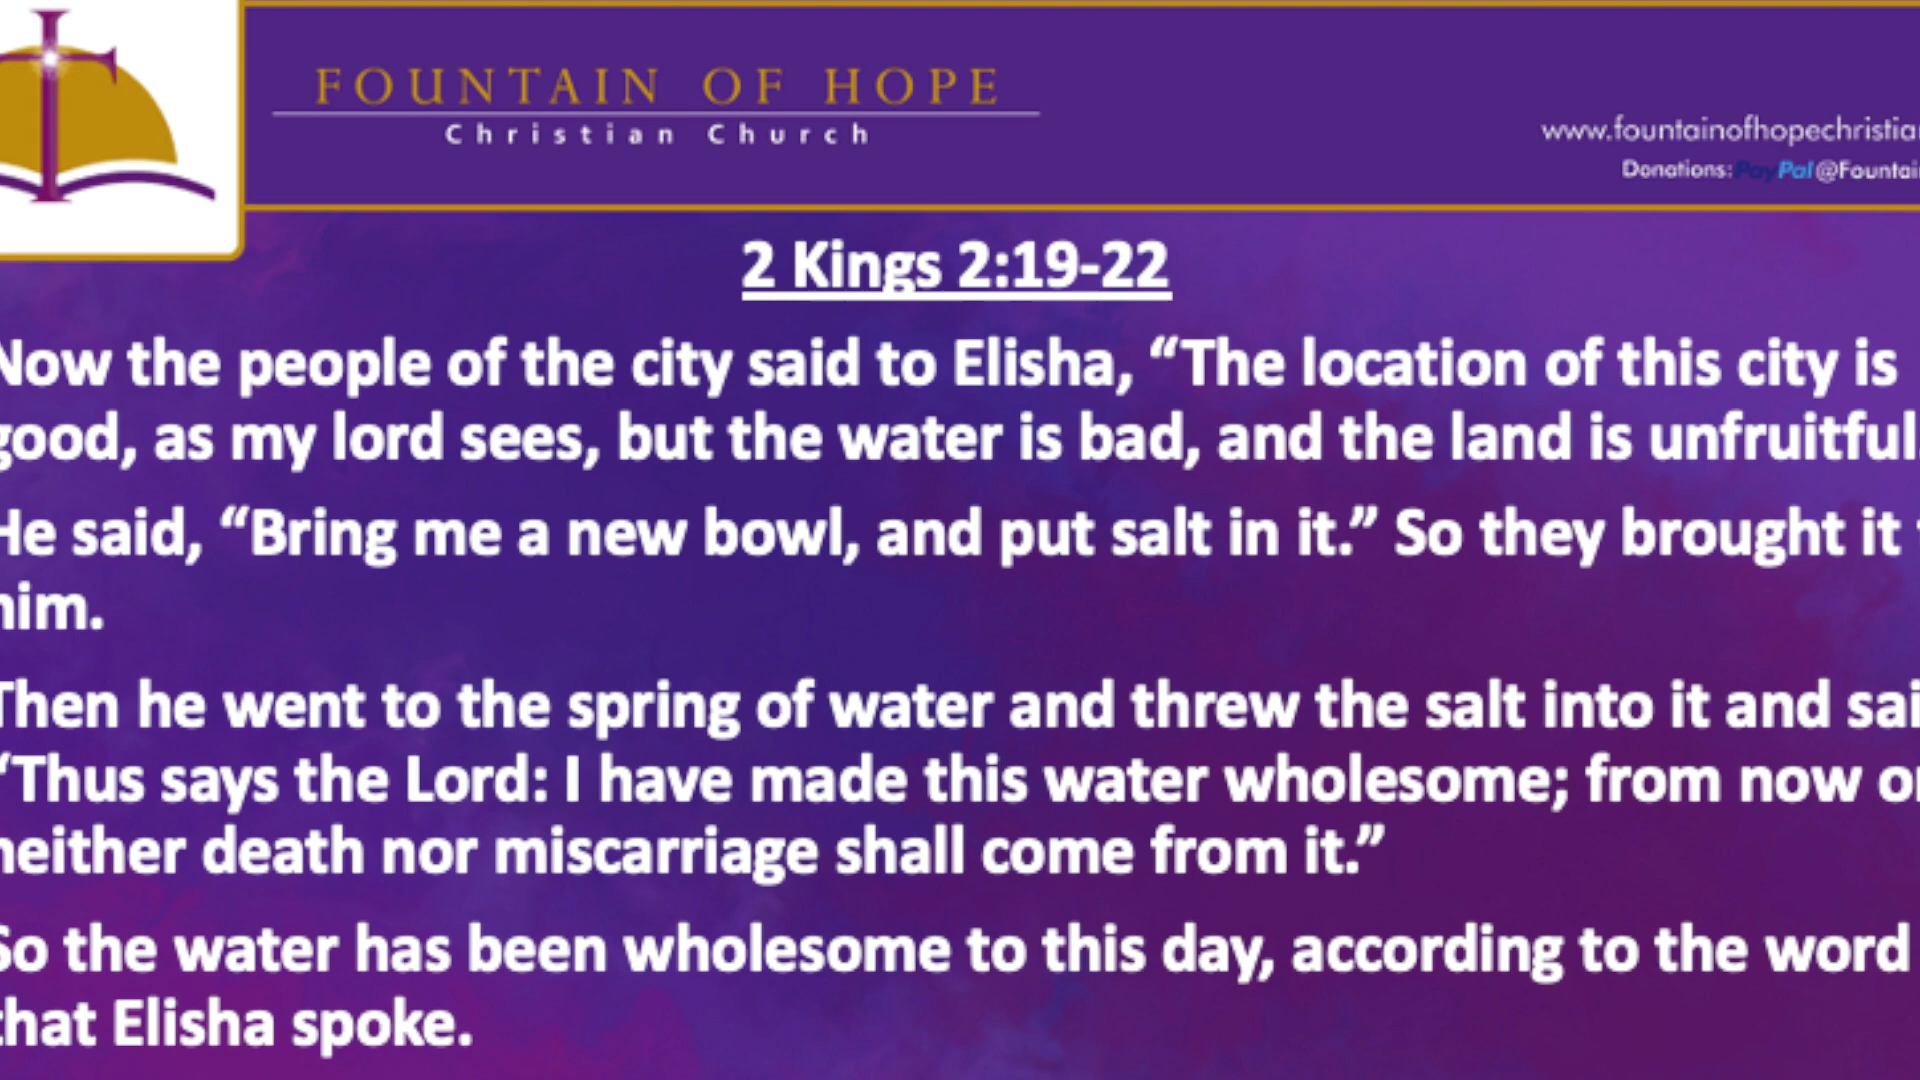 FOUNTAIN OF HOPE
Christian Church
www.fountainofhopechristian
Donations: PayPal@Fountain
2 Kings 2:19-22
Now the people of the city said to Elisha, “The location of this city is
good, as my lord sees, but the water is bad, and the land is unfruitful.
He said, “Bring me a new bowl, and put salt in it.” So they brought it
him.
Then he went to the spring of water and threw the salt into it and sai
“Thus says the Lord: I have made this water wholesome; from now on
neither death nor miscarriage shall come from it.”
So the water has been wholesome to this day, according to the word
that Elisha spoke.